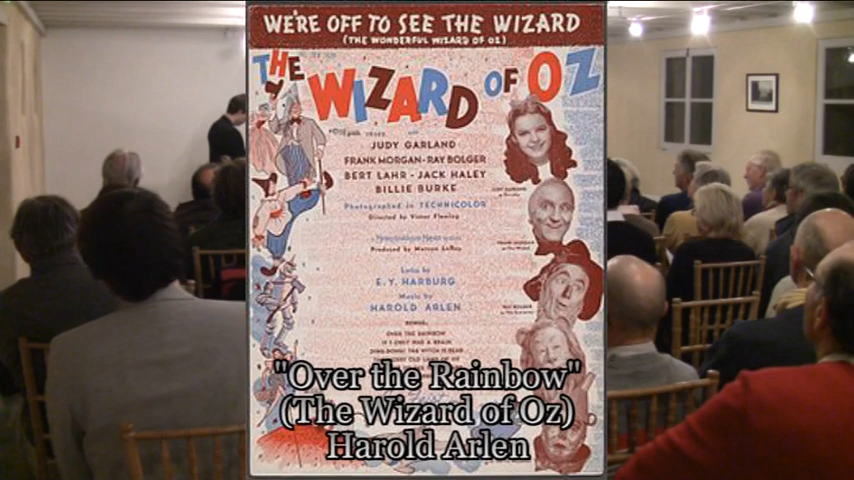 WE'RE OFF TO SEE THE WIZARD
(THE WONDERFUL WIZARD OF OZ)
THE WIZARD OF OZ
JUDY GARLAND
FRANK MORGAN · RAY BOLGER
BERT LAHR · JACK HALEY
BILLIE BURKE
Photographed in TECHNICOLOR
Directed by Victor Fleming
Produced by Mervyn LeRoy
Lyrics by
E. Y. HARBURG
Music by
HAROLD ARLEN
OVER THE RAINBOW
IF I ONLY HAD A BRAIN
DING-DONG! THE WITCH IS DEAD
"Over the Rainbow"
(The Wizard of Oz)
Harold Arlen